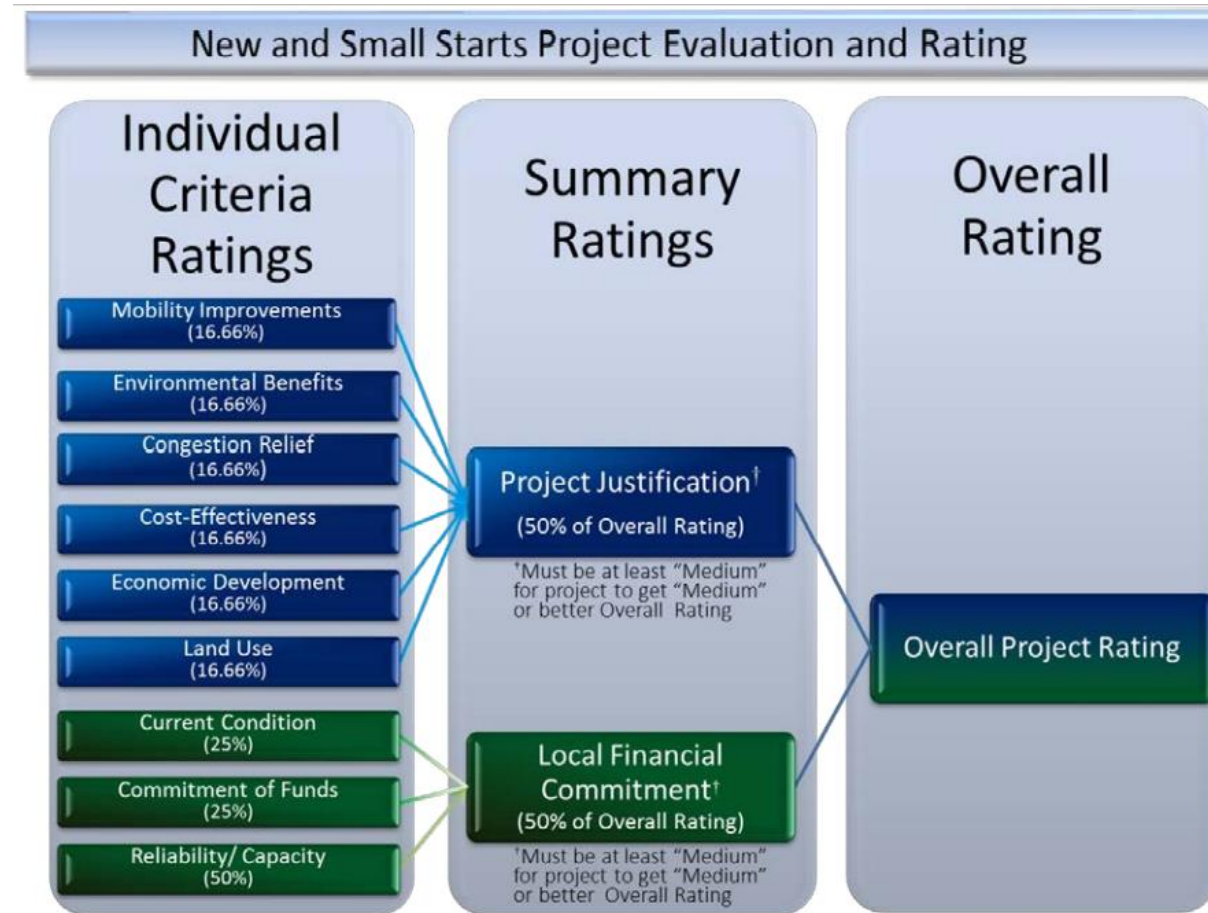 New and Small Starts Project Evaluation and Rating
Individual
Criteria
Ratings
Mobility Improvements
(16.66%)
Environmental Benefits
(16.66%)
Congestion Relief
(16.66%)
Cost-Effectiveness
(16.66%)
Economic Development
(16.66%)
Land Use
(16.66%)
Current Condition
(25%)
Commitment of Funds
(25%)
Reliability/ Capacity
(50%)
Summary
Ratings
Project Justification†
(50% of Overall Rating)
†Must be at least “Medium”
for project to get “Medium”
or better Overall Rating
Local Financial
Commitment†
(50% of Overall Rating)
†Must be at least “Medium”
for project to get “Medium”
or better Overall Rating
Overall
Rating
Overall Project Rating